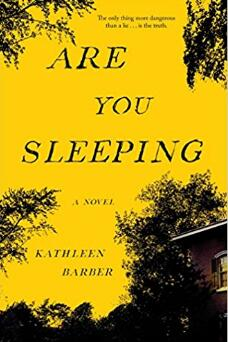 The only thing more dangerous
than a lie . . . is the truth.
ARE
YOU
SLEEPING
A NOVEL
KATHLEEN
BARBER